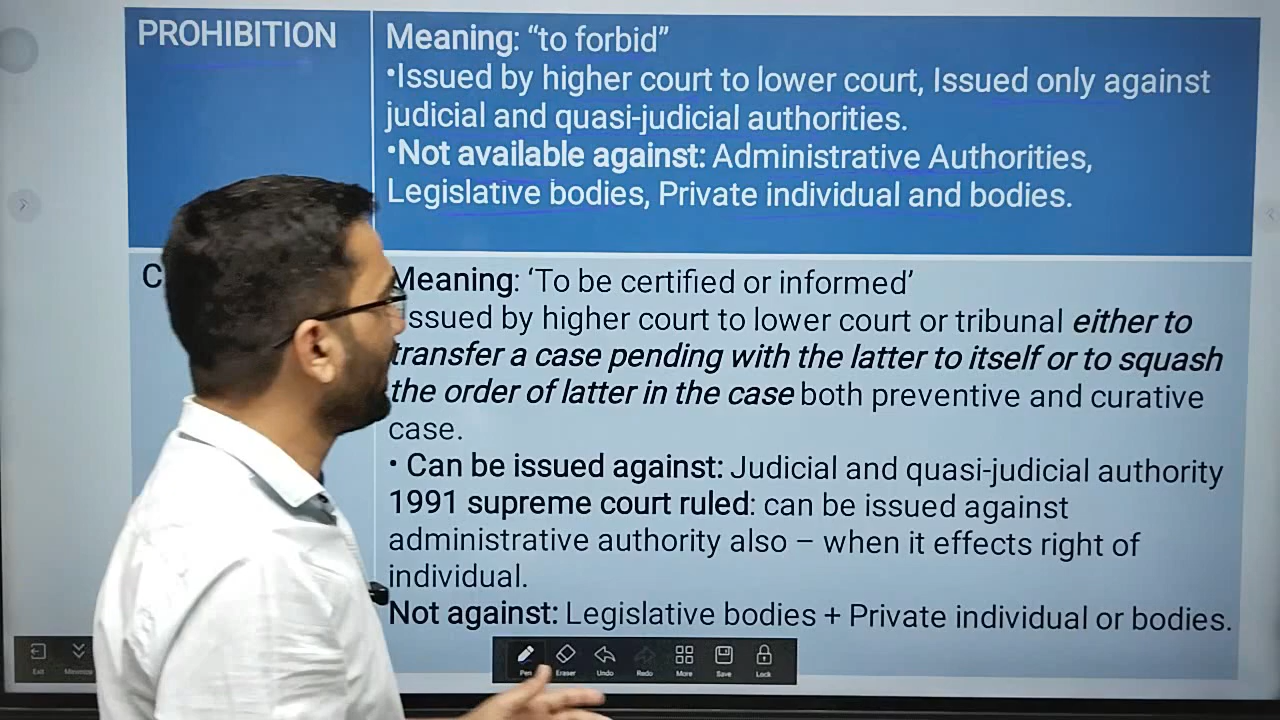 PROHIBITION
Meaning: “to forbid”
•Issued by higher court to lower court, Issued only against
judicial and quasi-judicial authorities.
•Not available against: Administrative Authorities,
Legislative bodies, Private individual and bodies.
C
Meaning: ‘To be certified or informed’
Issued by higher court to lower court or tribunal either to
transfer a case pending with the latter to itself or to squash
the order of latter in the case both preventive and curative
case.
• Can be issued against: Judicial and quasi-judicial authority
1991 supreme court ruled: can be issued against
administrative authority also – when it effects right of
individual.
Not against: Legislative bodies + Private individual or bodies.
Exit Minimize Pen Eraser Undo Redo More Save Lock